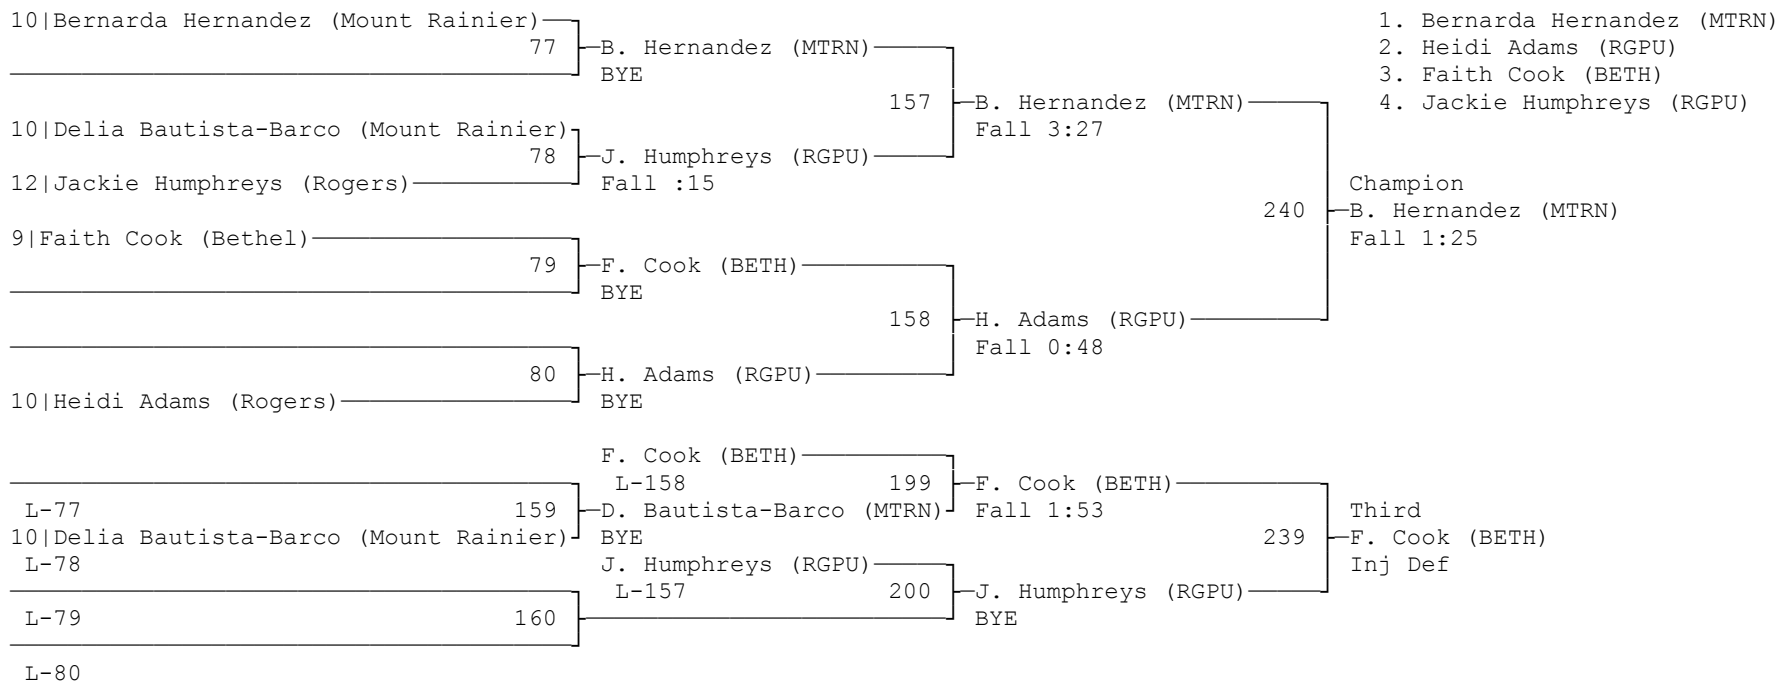 10|Bernarda Hernandez (Mount Rainier)
1. Bernarda Hernandez (MTRN)
77
B. Hernandez (MTRN)
2. Heidi Adams (RGPU)
BYE
3. Faith Cook (BETH)
157
B. Hernandez (MTRN)
4. Jackie Humphreys (RGPU)
10|Delia Bautista-Barco (Mount Rainier)
Fall 3:27
78
J. Humphreys (RGPU)
12|Jackie Humphreys (Rogers)
Fall :15
Champion
240
B. Hernandez (MTRN)
9|Faith Cook (Bethel)
Fall 1:25
79
F. Cook (BETH)
BYE
158
H. Adams (RGPU)
Fall 0:48
80
H. Adams (RGPU)
10|Heidi Adams (Rogers)
BYE
F. Cook (BETH)
L-158
199
F. Cook (BETH)
L-77
159
D. Bautista-Barco (MTRN)
Fall 1:53
Third
10|Delia Bautista-Barco (Mount Rainier)
BYE
239
F. Cook (BETH)
L-78
J. Humphreys (RGPU)
Inj Def
L-157
200
J. Humphreys (RGPU)
L-79
160
BYE
L-80